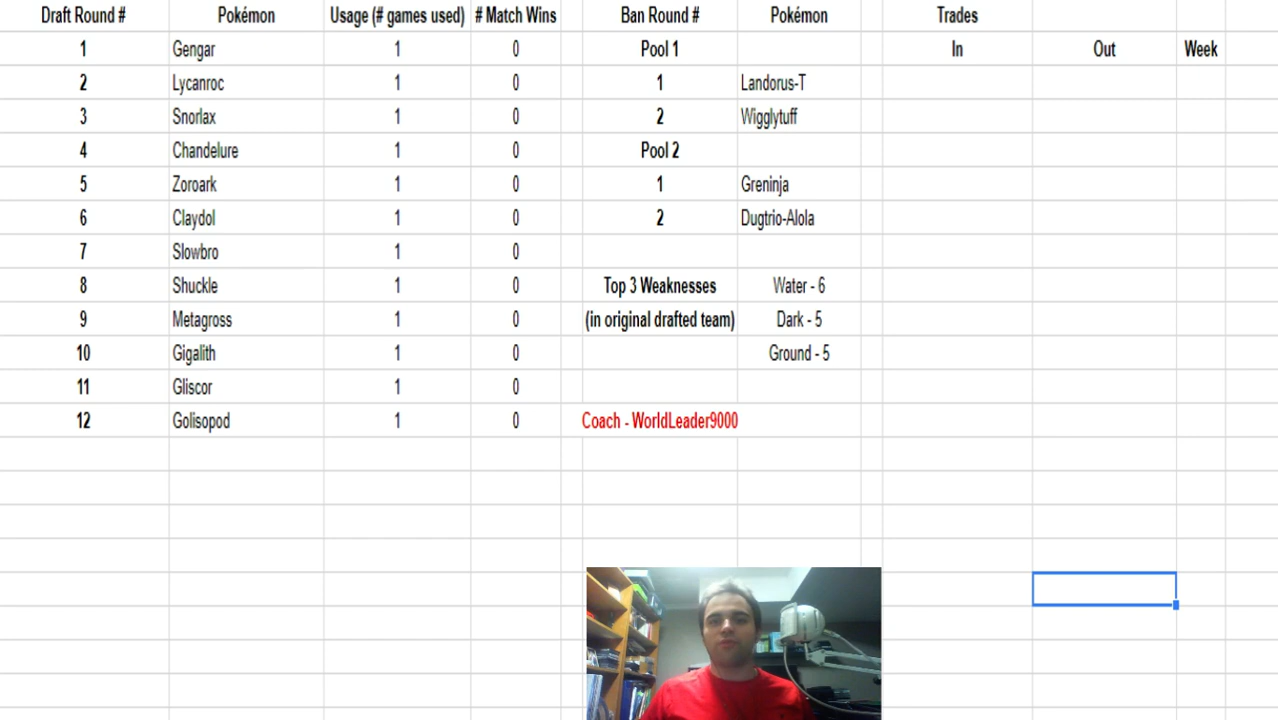 Draft Round # Pokémon Usage (# games used) # Match Wins Ban Round # Pokémon Trades
1 Gengar 1 0 Pool 1 In Out Week
2 Lycanroc 1 0 1 Landorus-T
3 Snorlax 1 0 2 Wigglytuff
4 Chandelure 1 0 Pool 2
5 Zoroark 1 0 1 Greninja
6 Claydol 1 0 2 Dugtrio-Alola
7 Slowbro 1 0
8 Shuckle 1 0 Top 3 Weaknesses Water - 6
9 Metagross 1 0 (in original drafted team) Dark - 5
10 Gigalith 1 0 Ground - 5
11 Gliscor 1 0
12 Golisopod 1 0 Coach - WorldLeader9000